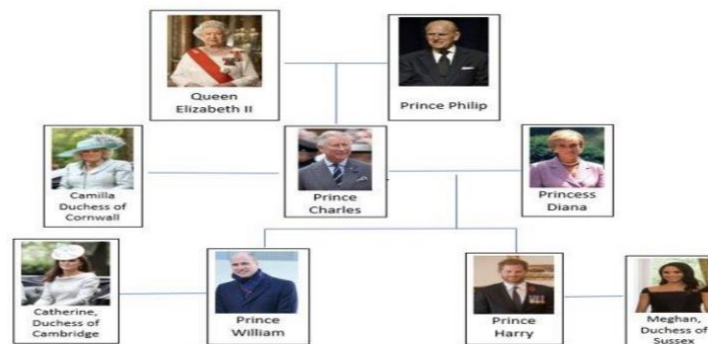 Queen
Elizabeth II
Prince Philip
Camilla
Duchess of
Cornwall
Prince
Charles
Princess
Diana
Catherine,
Duchess of
Cambridge
Prince
William
Prince
Harry
Meghan,
Duchess of
Sussex